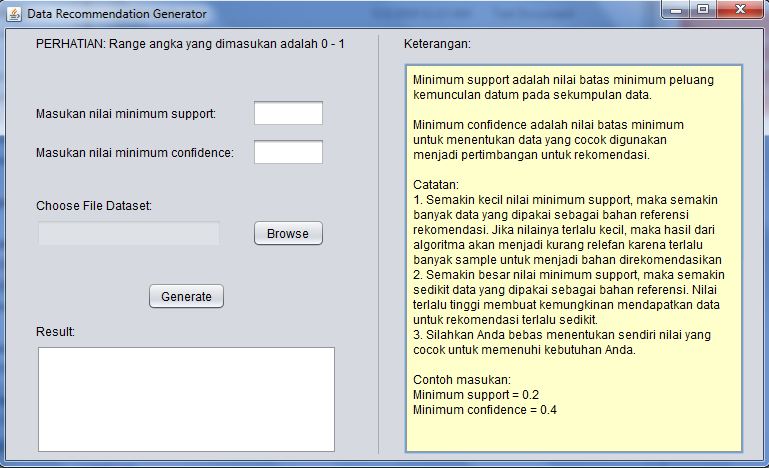 Data Recommendation Generator
PERHATIAN: Range angka yang dimasukan adalah 0 - 1
Masukan nilai minimum support:
Masukan nilai minimum confidence:
Choose File Dataset:
Browse
Generate
Result:
Keterangan:
Minimum support adalah nilai batas minimum peluang
kemunculan datum pada sekumpulan data.
Minimum confidence adalah nilai batas minimum
untuk menentukan data yang cocok digunakan
menjadi pertimbangan untuk rekomendasi.
Catatan:
1. Semakin kecil nilai minimum support, maka semakin
banyak data yang dipakai sebagai bahan referensi
rekomendasi. Jika nilainya terlalu kecil, maka hasil dari
algoritma akan menjadi kurang relefan karena terlalu
banyak sample untuk menjadi bahan direkomendasikan
2. Semakin besar nilai minimum support, maka semakin
sedikit data yang dipakai sebagai bahan referensi. Nilai
terlalu tinggi membuat kemungkinan mendapatkan data
untuk rekomendasi terlalu sedikit.
3. Silahkan Anda bebas menentukan sendiri nilai yang
cocok untuk memenuhi kebutuhan Anda.
Contoh masukan:
Minimum support = 0.2
Minimum confidence = 0.4